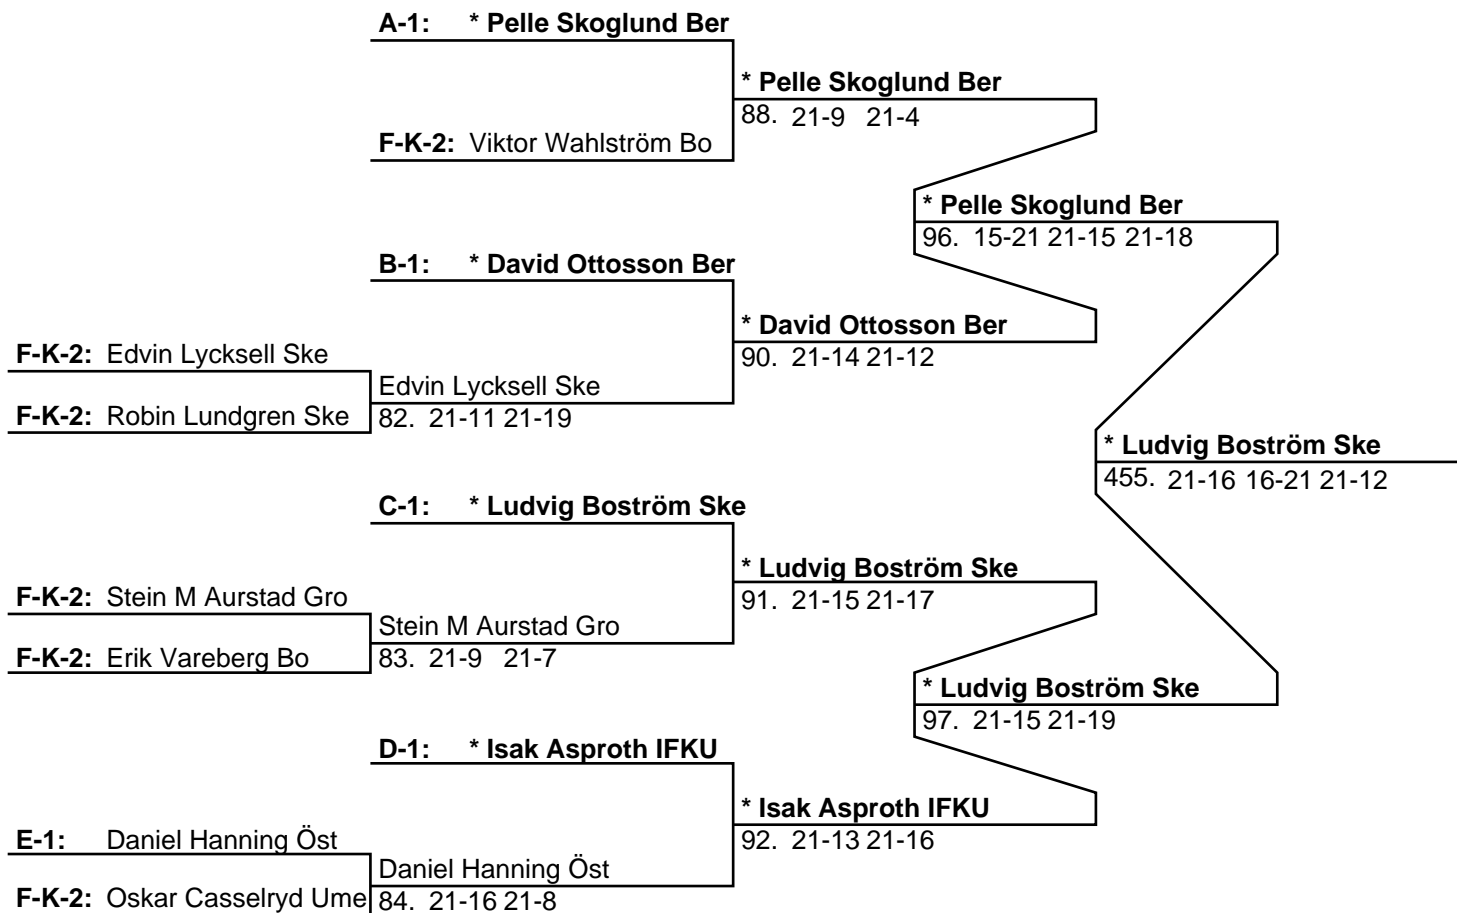 A-1: * Pelle Skoglund Ber
* Pelle Skoglund Ber
88. 21-9 21-4
F-K-2: Viktor Wahlström Bo
* Pelle Skoglund Ber
96. 15-21 21-15 21-18
B-1: * David Ottosson Ber
* David Ottosson Ber
90. 21-14 21-12
F-K-2: Edvin Lycksell Ske
Edvin Lycksell Ske
F-K-2: Robin Lundgren Ske
82. 21-11 21-19
* Ludvig Boström Ske
455. 21-16 16-21 21-12
C-1: * Ludvig Boström Ske
* Ludvig Boström Ske
91. 21-15 21-17
F-K-2: Stein M Aurstad Gro
Stein M Aurstad Gro
F-K-2: Erik Vareberg Bo
83. 21-9 21-7
* Ludvig Boström Ske
97. 21-15 21-19
D-1: * Isak Asproth IFKU
* Isak Asproth IFKU
92. 21-13 21-16
E-1: Daniel Hanning Öst
Daniel Hanning Öst
F-K-2: Oskar Casselryd Ume
84. 21-16 21-8